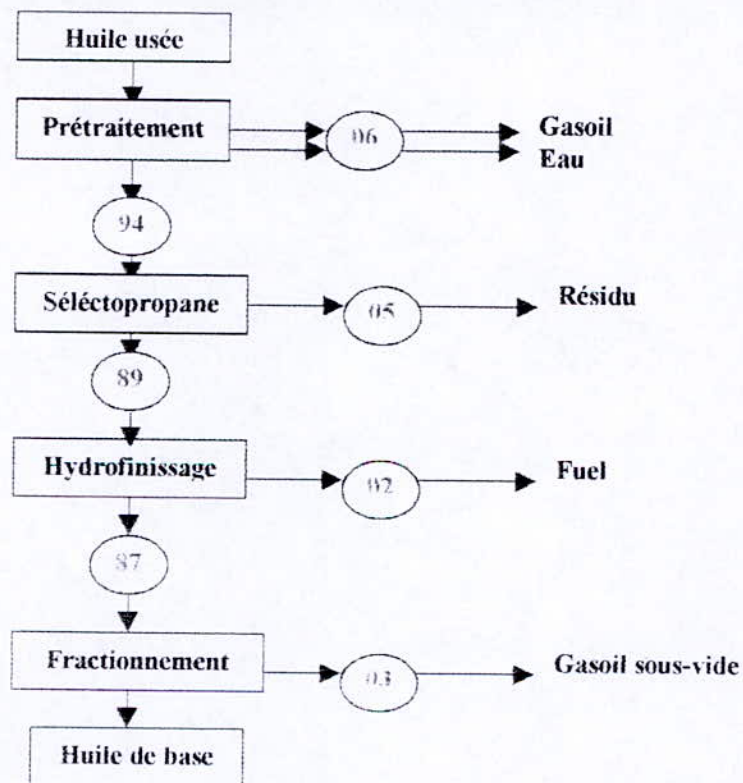 Huile usée
Prétraitement
06
Gasoil
Eau
94
Séléctopropane
05
Résidu
89
Hydrofinissage
02
Fuel
87
Fractionnement
03
Gasoil sous-vide
Huile de base